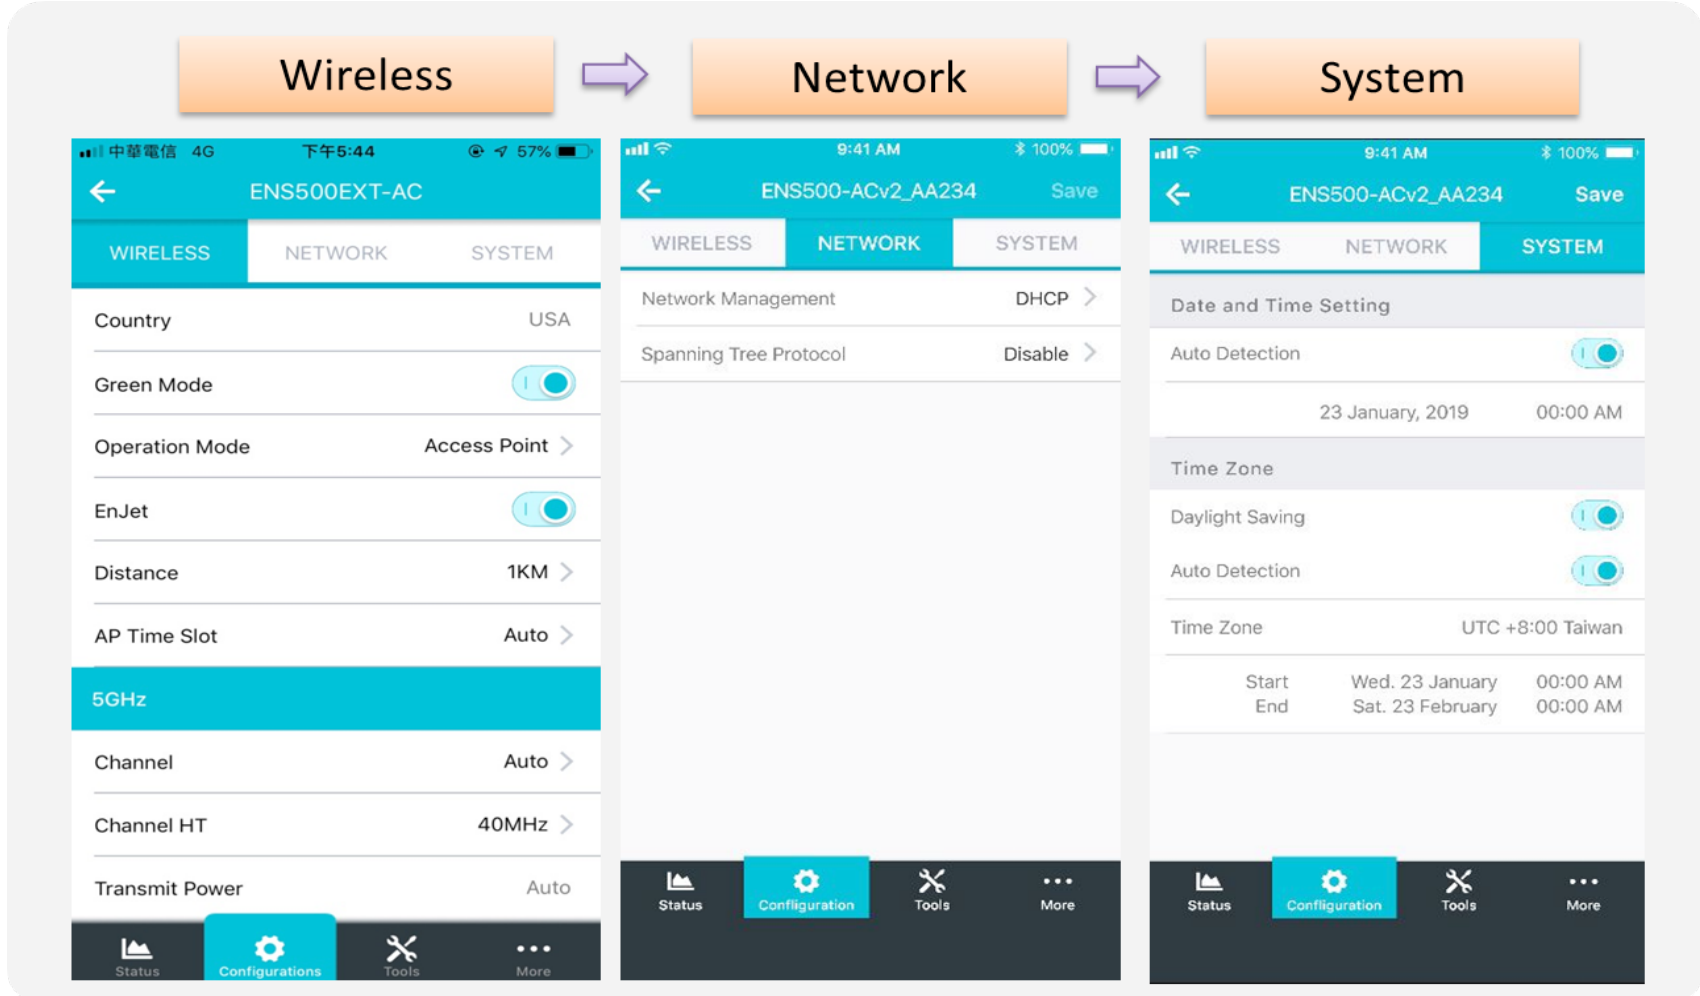 Wireless
Network
System
中華電信 4G 下午5:44 57%
ENS500EXT-AC
WIRELESS NETWORK SYSTEM
Country USA
Green Mode
Operation Mode Access Point
EnJet
Distance 1KM
AP Time Slot Auto
5GHz
Channel Auto
Channel HT 40MHz
Transmit Power Auto
Status Configurations Tools More
9:41 AM 100%
ENS500-ACv2_AA234 Save
WIRELESS NETWORK SYSTEM
Network Management DHCP
Spanning Tree Protocol Disable
Status Confliguration Tools More
9:41 AM 100%
ENS500-ACv2_AA234 Save
WIRELESS NETWORK SYSTEM
Date and Time Setting
Auto Detection
23 January, 2019 00:00 AM
Time Zone
Daylight Saving
Auto Detection
Time Zone UTC +8:00 Taiwan
Start Wed. 23 January 00:00 AM
End Sat. 23 February 00:00 AM
Status Confliguration Tools More